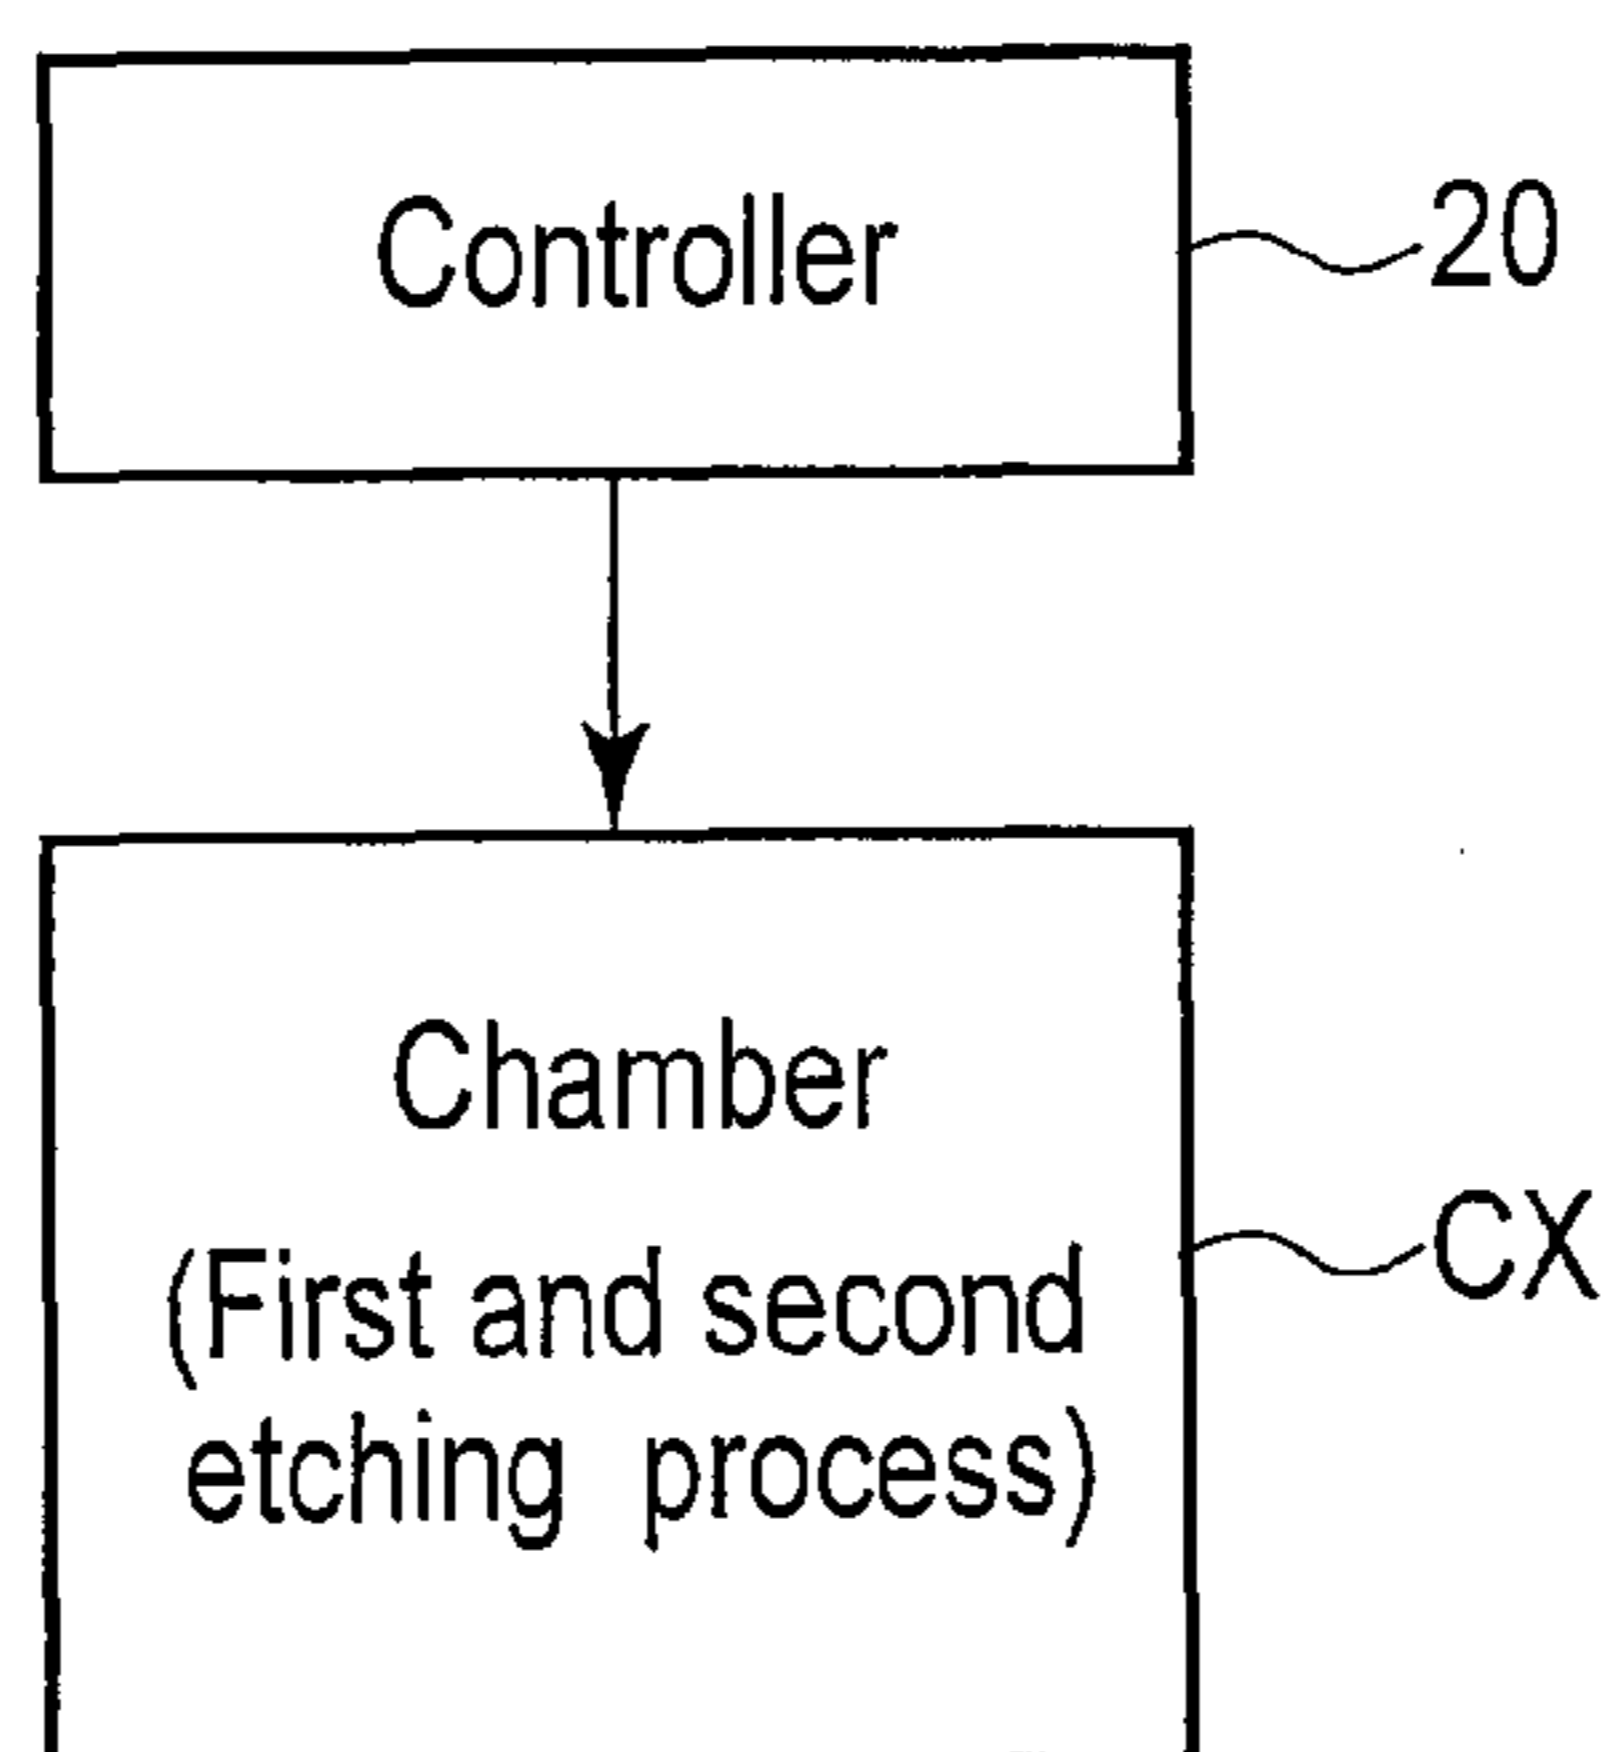 Controller
20
Chamber
CX
(First and second
etching process)